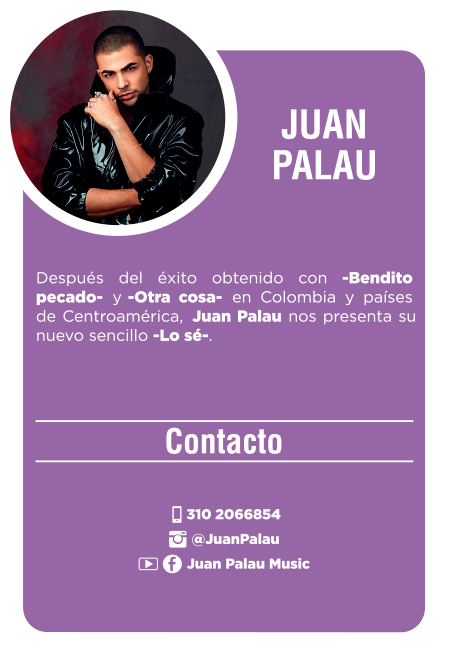 JUAN
PALAU
Después del éxito obtenido con -Bendito
pecado- y -Otra cosa- en Colombia y países
de Centroamérica, Juan Palau nos presenta su
nuevo sencillo -Lo sé-.
Contacto
310 2066854
@JuanPalau
Juan Palau Music